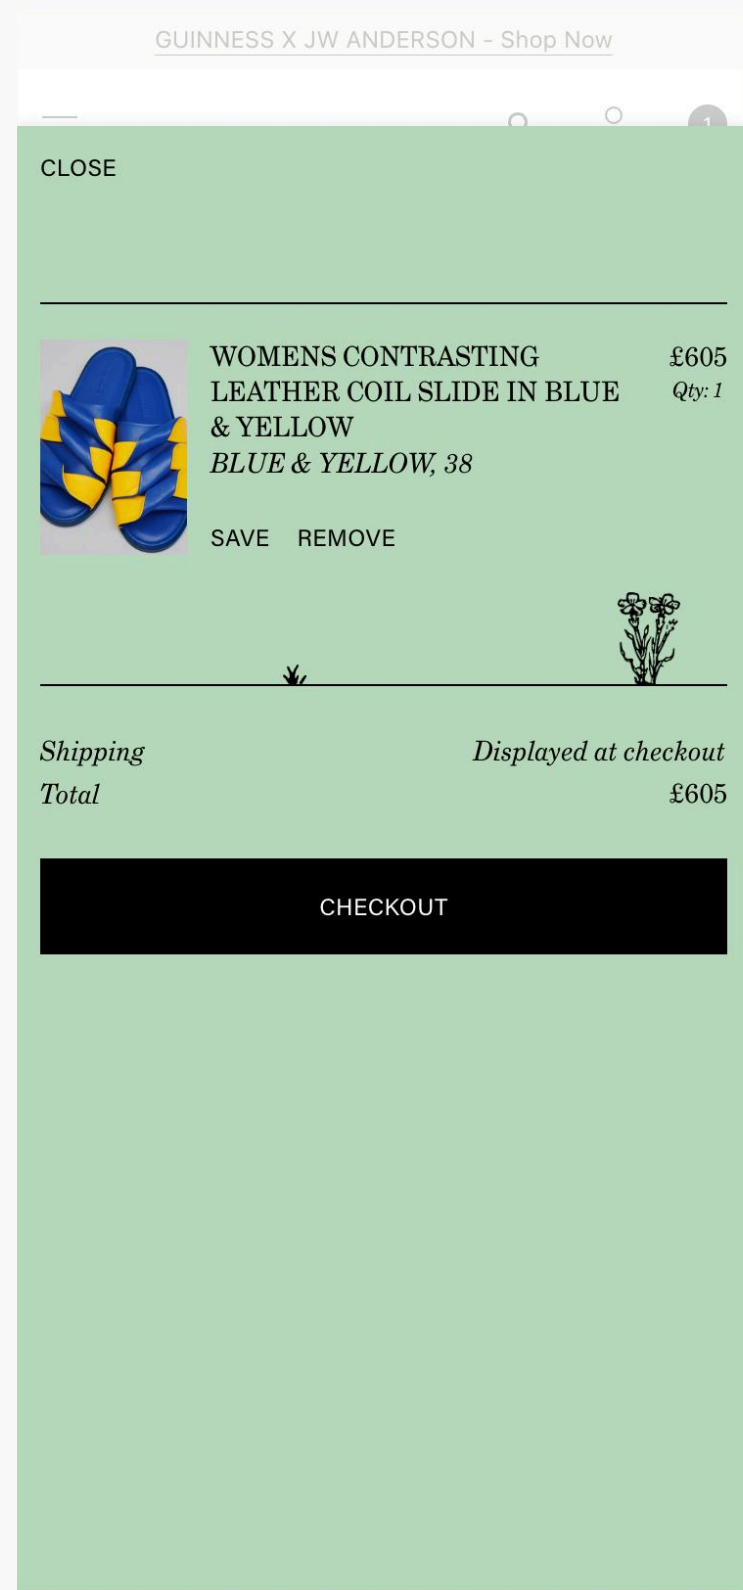 GUINNESS X JW ANDERSON - Shop Now
1
CLOSE
WOMENS CONTRASTING
LEATHER COIL SLIDE IN BLUE
& YELLOW
BLUE & YELLOW, 38
£605
Qty: 1
SAVE REMOVE
Shipping Displayed at checkout
Total £605
CHECKOUT